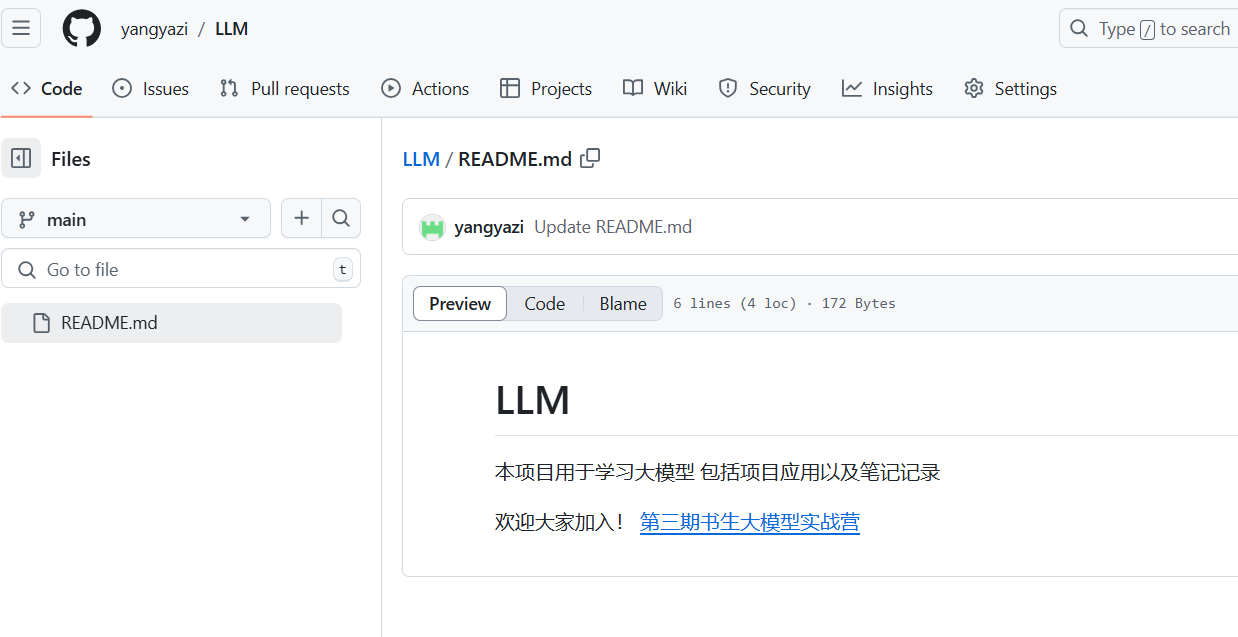 yangyazi / LLM
Type / to search
Code Issues Pull requests Actions Projects Wiki Security Insights Settings
Files
main
Go to file t
README.md
LLM / README.md
yangyazi Update README.md
Preview Code Blame 6 lines (4 loc) · 172 Bytes
LLM
本项目用于学习大模型 包括项目应用以及笔记记录
欢迎大家加入！ 第三期书生大模型实战营